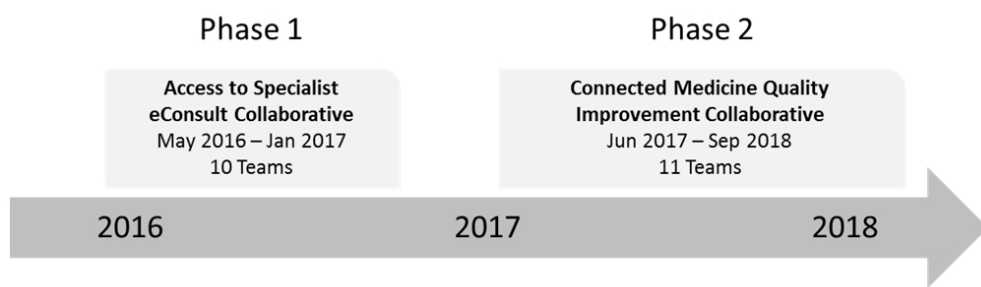 Phase 1
Access to Specialist
eConsult Collaborative
May 2016 – Jan 2017
10 Teams
Phase 2
Connected Medicine Quality
Improvement Collaborative
Jun 2017 – Sep 2018
11 Teams
2016
2017
2018